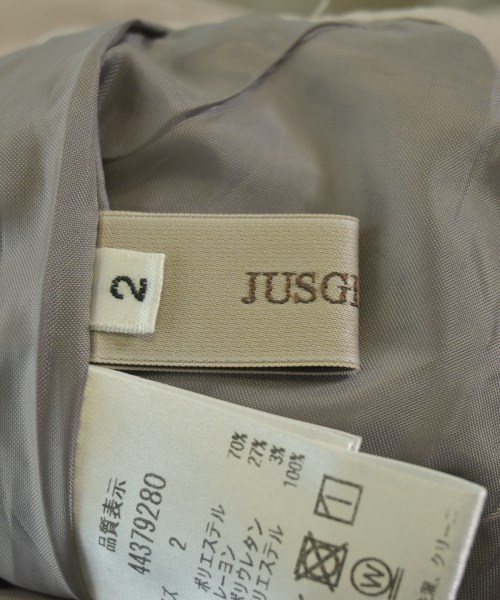 2
JUSGL
品質表示
44379280
2
ポリエステル 70%
レーヨン 27%
ポリウレタン 3%
ポリエステル 100%
W